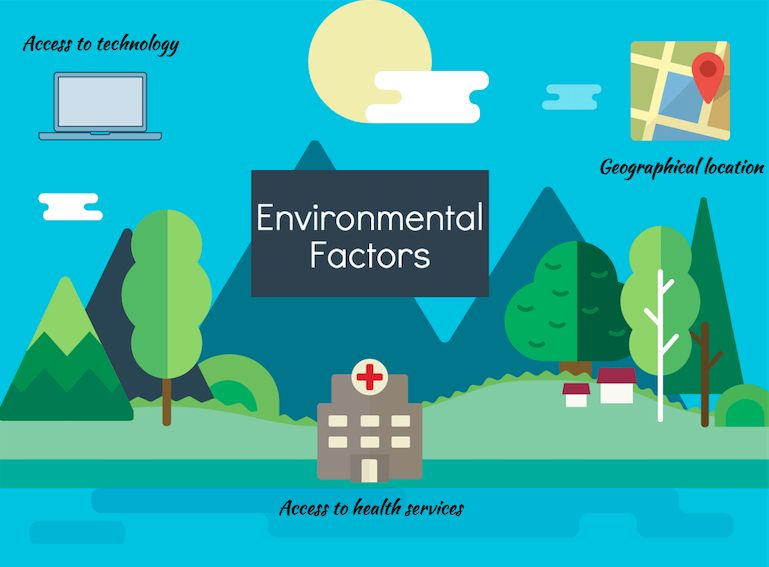 Access to technology
Geographical location
Environmental
Factors
Access to health services